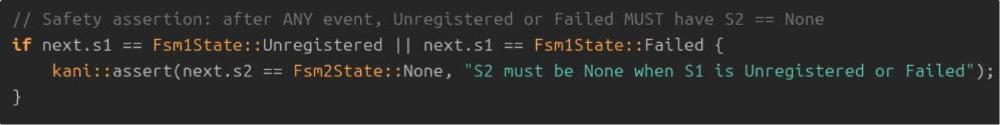 // Safety assertion: after ANY event, Unregistered or Failed MUST have S2 == None
if next.s1 == Fsm1State::Unregistered || next.s1 == Fsm1State::Failed {
    kani::assert(next.s2 == Fsm2State::None, "S2 must be None when S1 is Unregistered or Failed");
}